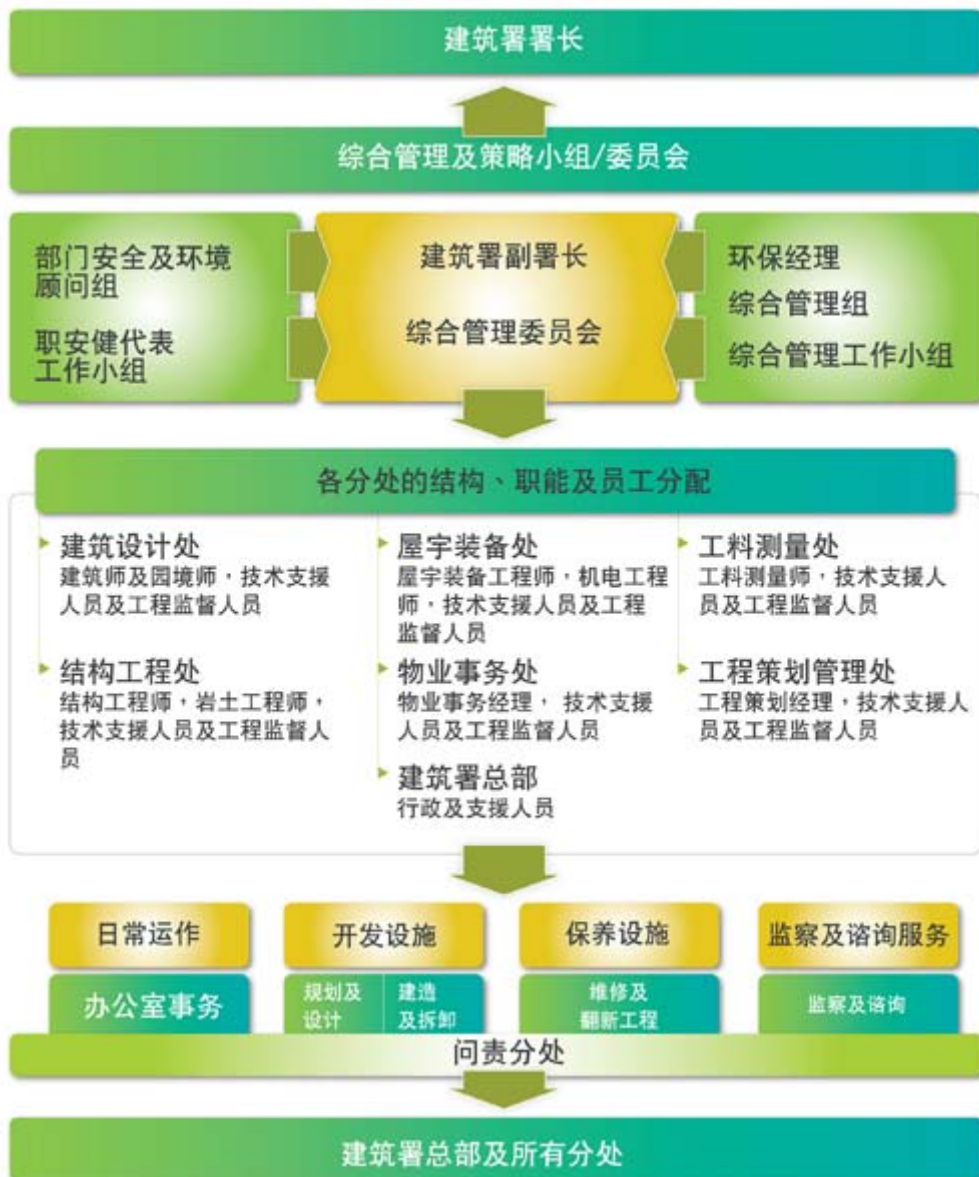 建筑署署长
综合管理及策略小组/委员会
部门安全及环境
顾问组
职安健代表
工作小组
建筑署副署长
综合管理委员会
环保经理
综合管理组
综合管理工作小组
各分处的结构、职能及员工分配
建筑设计处
建筑师及园境师，技术支援
人员及工程监督人员
结构工程处
结构工程师，岩土工程师，
技术支援人员及工程监督人
员
屋宇装备处
屋宇装备工程师，机电工程
师，技术支援人员及工程
监督人员
物业事务处
物业事务经理， 技术支援
人员及工程监督人员
建筑署总部
行政及支援人员
工料测量处
工料测量师，技术支援人
员及工程监督人员
工程策划管理处
工程策划经理，技术支援人
员及工程监督人员
日常运作
办公室事务
开发设施
规划及
设计
建造
及拆卸
保养设施
维修及
翻新工程
监察及谘询服务
监察及谘询
问责分处
建筑署总部及所有分处